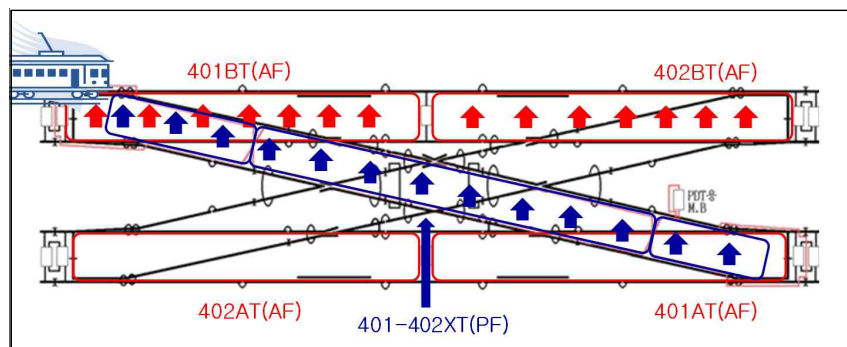 401BT(AF)
402BT(AF)
PDT용
M.B
402AT(AF)
401-402XT(PF)
401AT(AF)